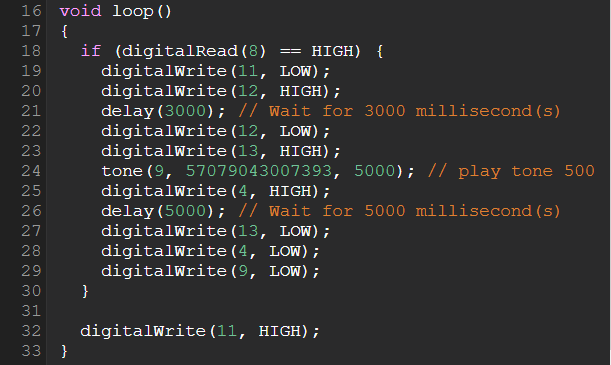 16 void loop()
17 {
18   if (digitalRead(8) == HIGH) {
19     digitalWrite(11, LOW);
20     digitalWrite(12, HIGH);
21     delay(3000); // Wait for 3000 millisecond(s)
22     digitalWrite(12, LOW);
23     digitalWrite(13, HIGH);
24     tone(9, 57079043007393, 5000); // play tone 500
25     digitalWrite(4, HIGH);
26     delay(5000); // Wait for 5000 millisecond(s)
27     digitalWrite(13, LOW);
28     digitalWrite(4, LOW);
29     digitalWrite(9, LOW);
30   }
31
32   digitalWrite(11, HIGH);
33 }